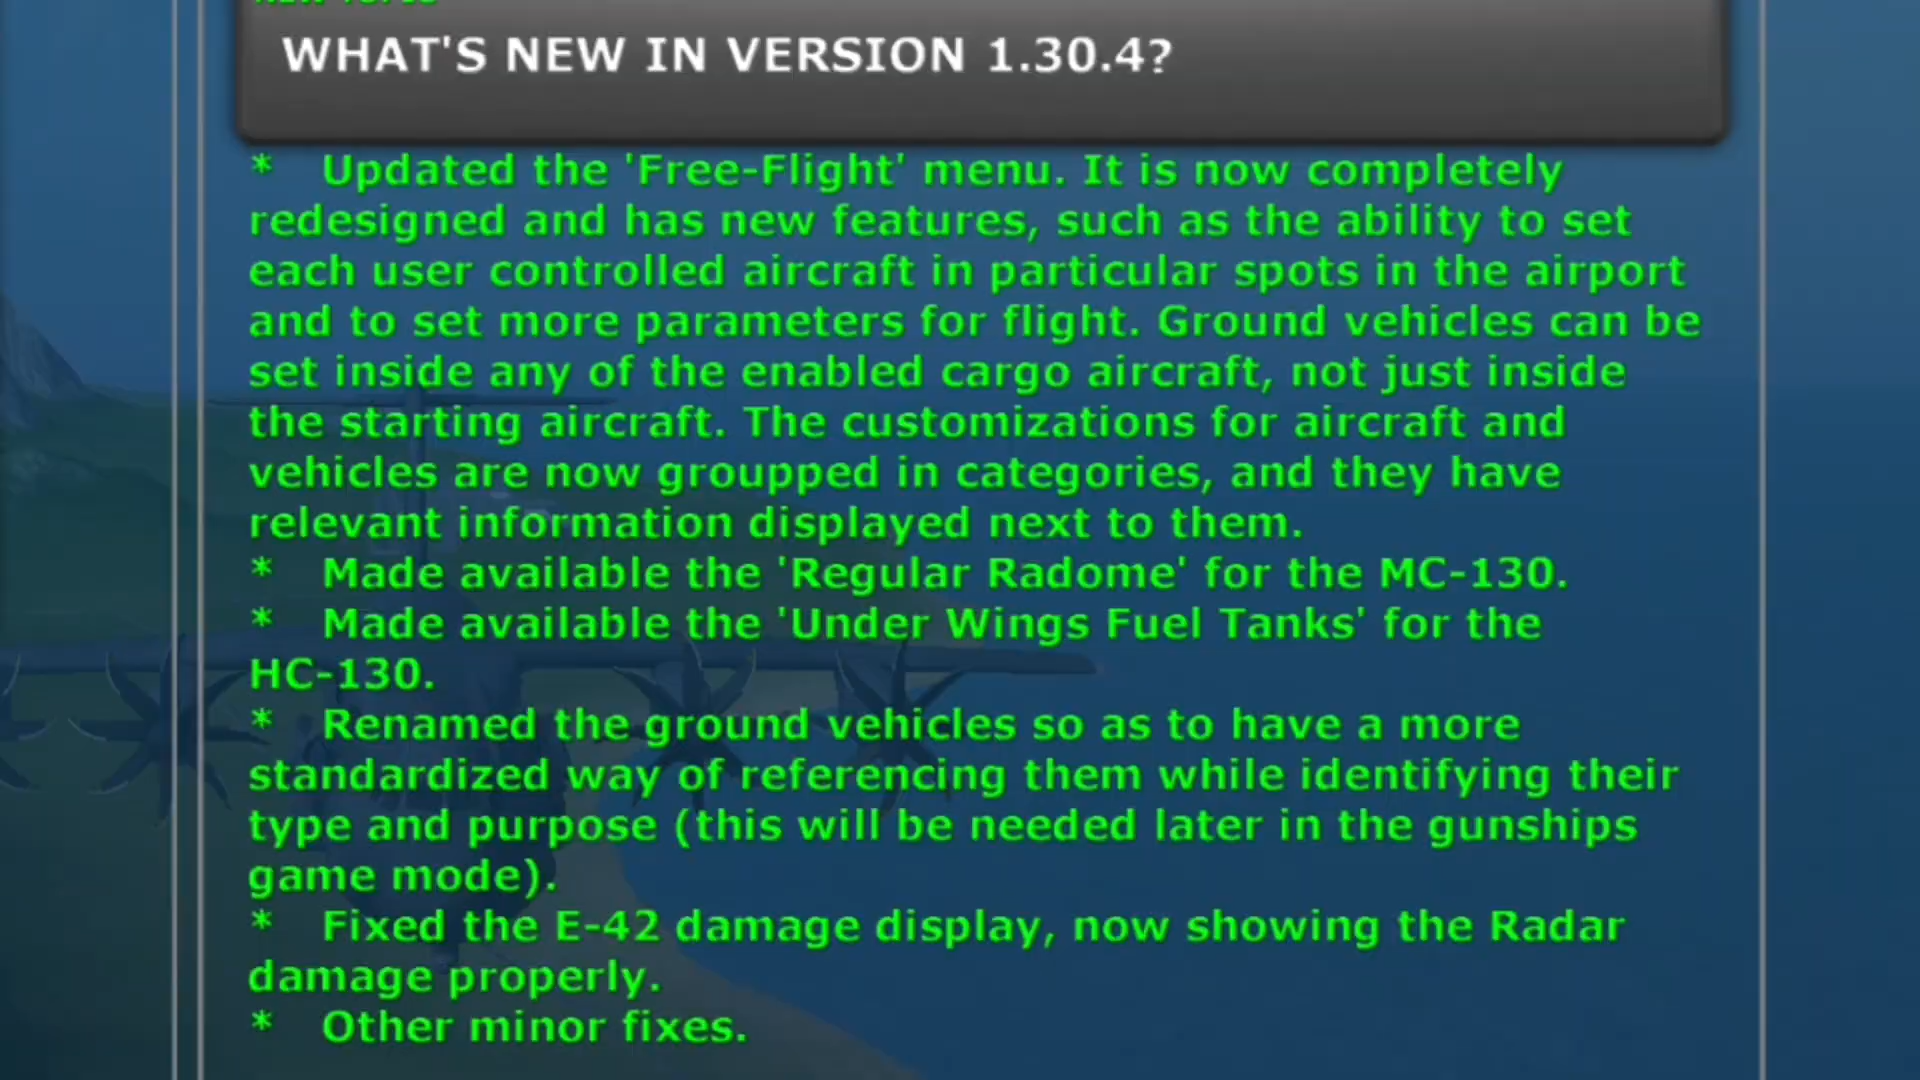 NEW TOPIC
WHAT'S NEW IN VERSION 1.30.4?
*   Updated the 'Free-Flight' menu. It is now completely
redesigned and has new features, such as the ability to set
each user controlled aircraft in particular spots in the airport
and to set more parameters for flight. Ground vehicles can be
set inside any of the enabled cargo aircraft, not just inside
the starting aircraft. The customizations for aircraft and
vehicles are now groupped in categories, and they have
relevant information displayed next to them.
*   Made available the 'Regular Radome' for the MC-130.
*   Made available the 'Under Wings Fuel Tanks' for the
HC-130.
*   Renamed the ground vehicles so as to have a more
standardized way of referencing them while identifying their
type and purpose (this will be needed later in the gunships
game mode).
*   Fixed the E-42 damage display, now showing the Radar
damage properly.
*   Other minor fixes.